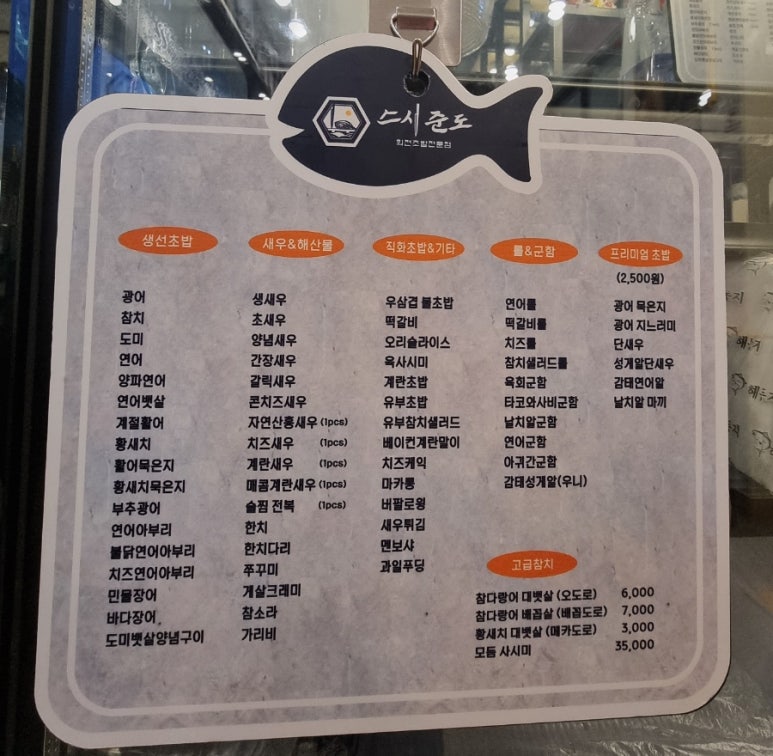 스시준도
회전초밥전문점
생선초밥
광어
참치
도미
연어
양파연어
연어뱃살
계절활어
황새치
활어묵은지
황새치묵은지
부추광어
연어아부리
불닭연어아부리
치즈연어아부리
민물장어
바다장어
도미뱃살양념구이
새우&해산물
생새우
초새우
양념새우
간장새우
갈릭새우
콘치즈새우
자연산홍새우 (1pcs)
치즈새우 (1pcs)
계란새우 (1pcs)
매콤계란새우 (1pcs)
술찜 전복 (1pcs)
한치
한치다리
쭈꾸미
게살크래미
참소라
가리비
직화초밥&기타
우삼겹 불초밥
떡갈비
오리슬라이스
육사시미
계란초밥
유부초밥
유부참치샐러드
베이컨계란말이
치즈케익
마카롱
버팔로윙
새우튀김
멘보샤
과일푸딩
롤&군함
연어롤
떡갈비롤
치즈롤
참치샐러드롤
육회군함
타코와사비군함
날치알군함
연어군함
아귀간군함
감태성게알(우니)
프리미엄 초밥
(2,500원)
광어 묵은지
광어 지느러미
단새우
성게알단새우
감태연어알
날치알 마끼
고급참치
참다랑어 대뱃살 (오도로) 6,000
참다랑어 배꼽살 (배꼽도로) 7,000
황새치 대뱃살 (메카도로) 3,000
모듬 사시미 35,000